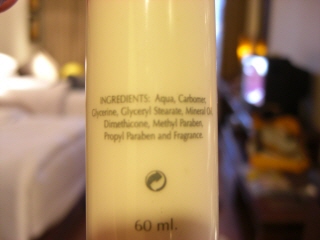 INGREDIENTS: Aqua, Carbomer,
Glycerine, Glyceryl Stearate, Mineral Oil,
Dimethicone, Methyl Paraben,
Propyl Paraben and Fragrance.
60 ml.